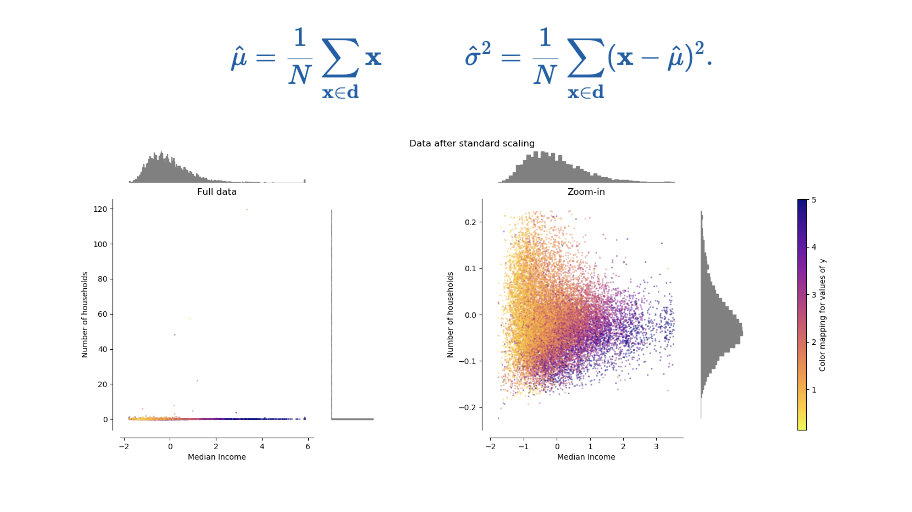 μ̂ = 1/N ∑ x∈d x    σ̂² = 1/N ∑ x∈d (x − μ̂)².
Data after standard scaling
Full data
Zoom-in
120
100
80
60
40
20
0
Number of households
−2 0 2 4 6
Median Income
0.2
0.1
0.0
−0.1
−0.2
Number of households
−2 −1 0 1 2 3
Median Income
5
4
3
2
1
Color mapping for values of y